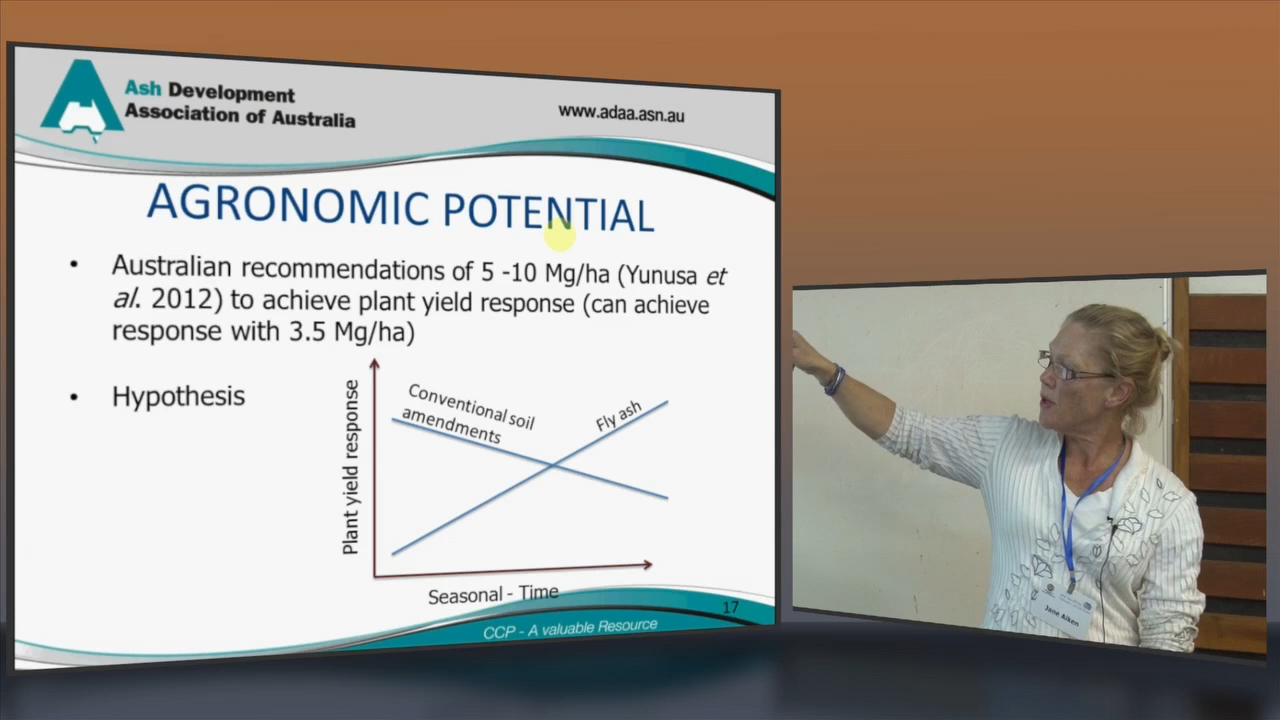 Ash Development
Association of Australia
www.adaa.asn.au
AGRONOMIC POTENTIAL
• Australian recommendations of 5 -10 Mg/ha (Yunusa et
al. 2012) to achieve plant yield response (can achieve
response with 3.5 Mg/ha)
• Hypothesis
Plant yield response
Conventional soil
amendments
Fly ash
Seasonal - Time
17
CCP - A valuable Resource
Jane Aiken